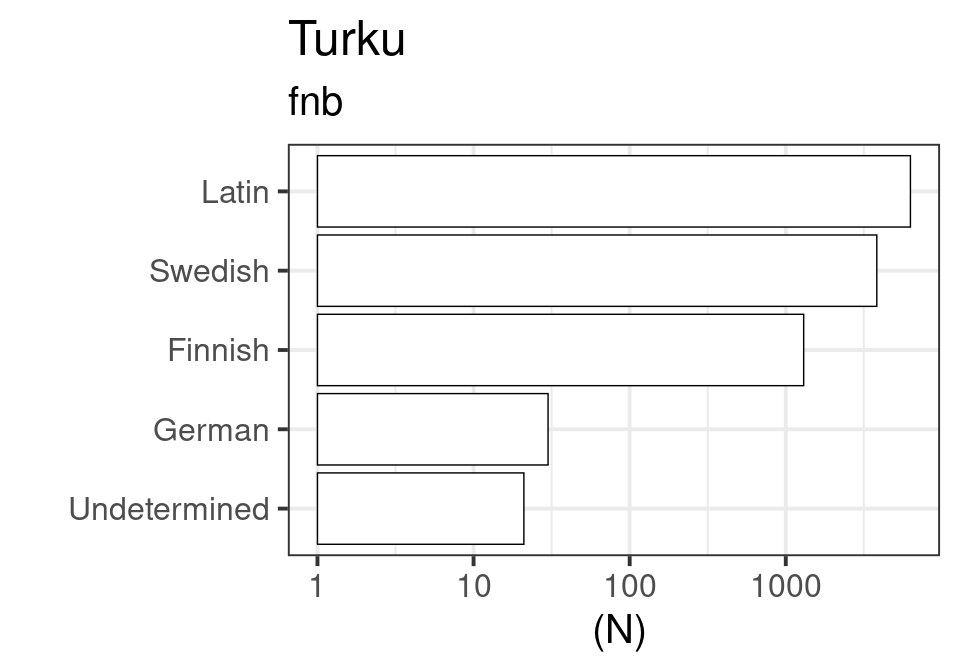 Turku
fnb
Latin
Swedish
Finnish
German
Undetermined
1 10 100 1000
(N)